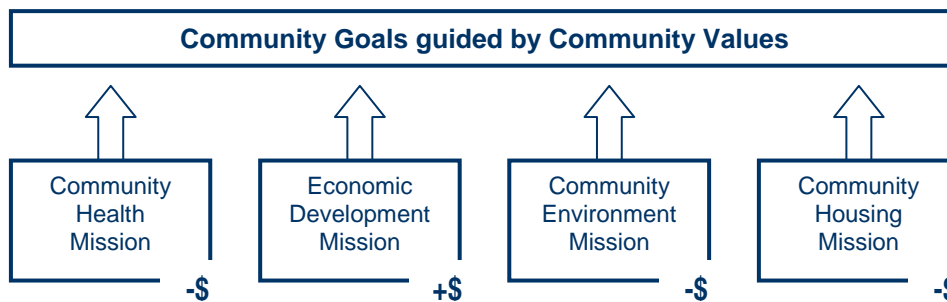 Community Goals guided by Community Values
Community
Health
Mission
-$
Economic
Development
Mission
+$
Community
Environment
Mission
-$
Community
Housing
Mission
-$